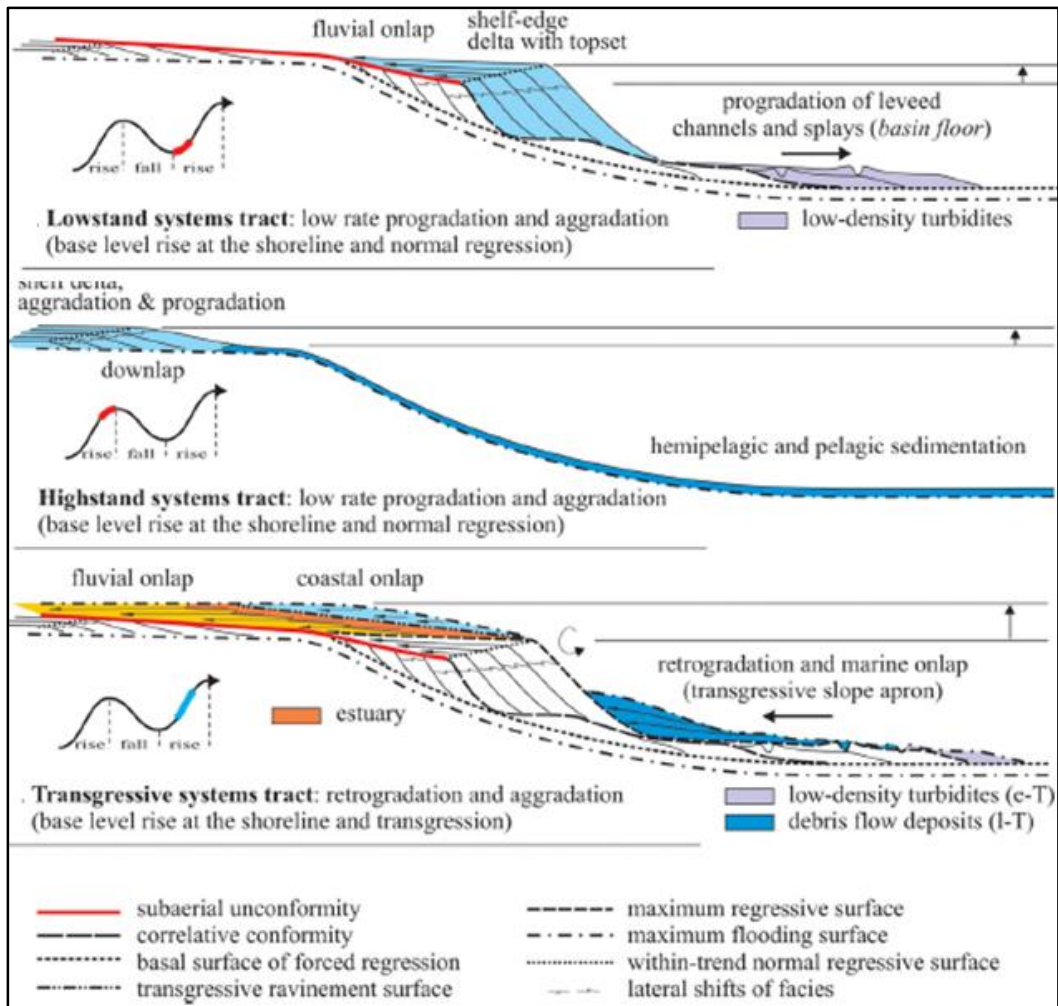 fluvial onlap
shelf-edge
delta with topset
progradation of leveed
channels and splays (basin floor)
rise fall rise
. Lowstand systems tract: low rate progradation and aggradation
(base level rise at the shoreline and normal regression)
low-density turbidites
shelf delta,
aggradation & progradation
downlap
rise fall rise
hemipelagic and pelagic sedimentation
Highstand systems tract: low rate progradation and aggradation
(base level rise at the shoreline and normal regression)
fluvial onlap
coastal onlap
retrogradation and marine onlap
(transgressive slope apron)
rise fall rise
estuary
. Transgressive systems tract: retrogradation and aggradation
(base level rise at the shoreline and transgression)
low-density turbidites (e-T)
debris flow deposits (l-T)
subaerial unconformity
correlative conformity
basal surface of forced regression
transgressive ravinement surface
maximum regressive surface
maximum flooding surface
within-trend normal regressive surface
lateral shifts of facies